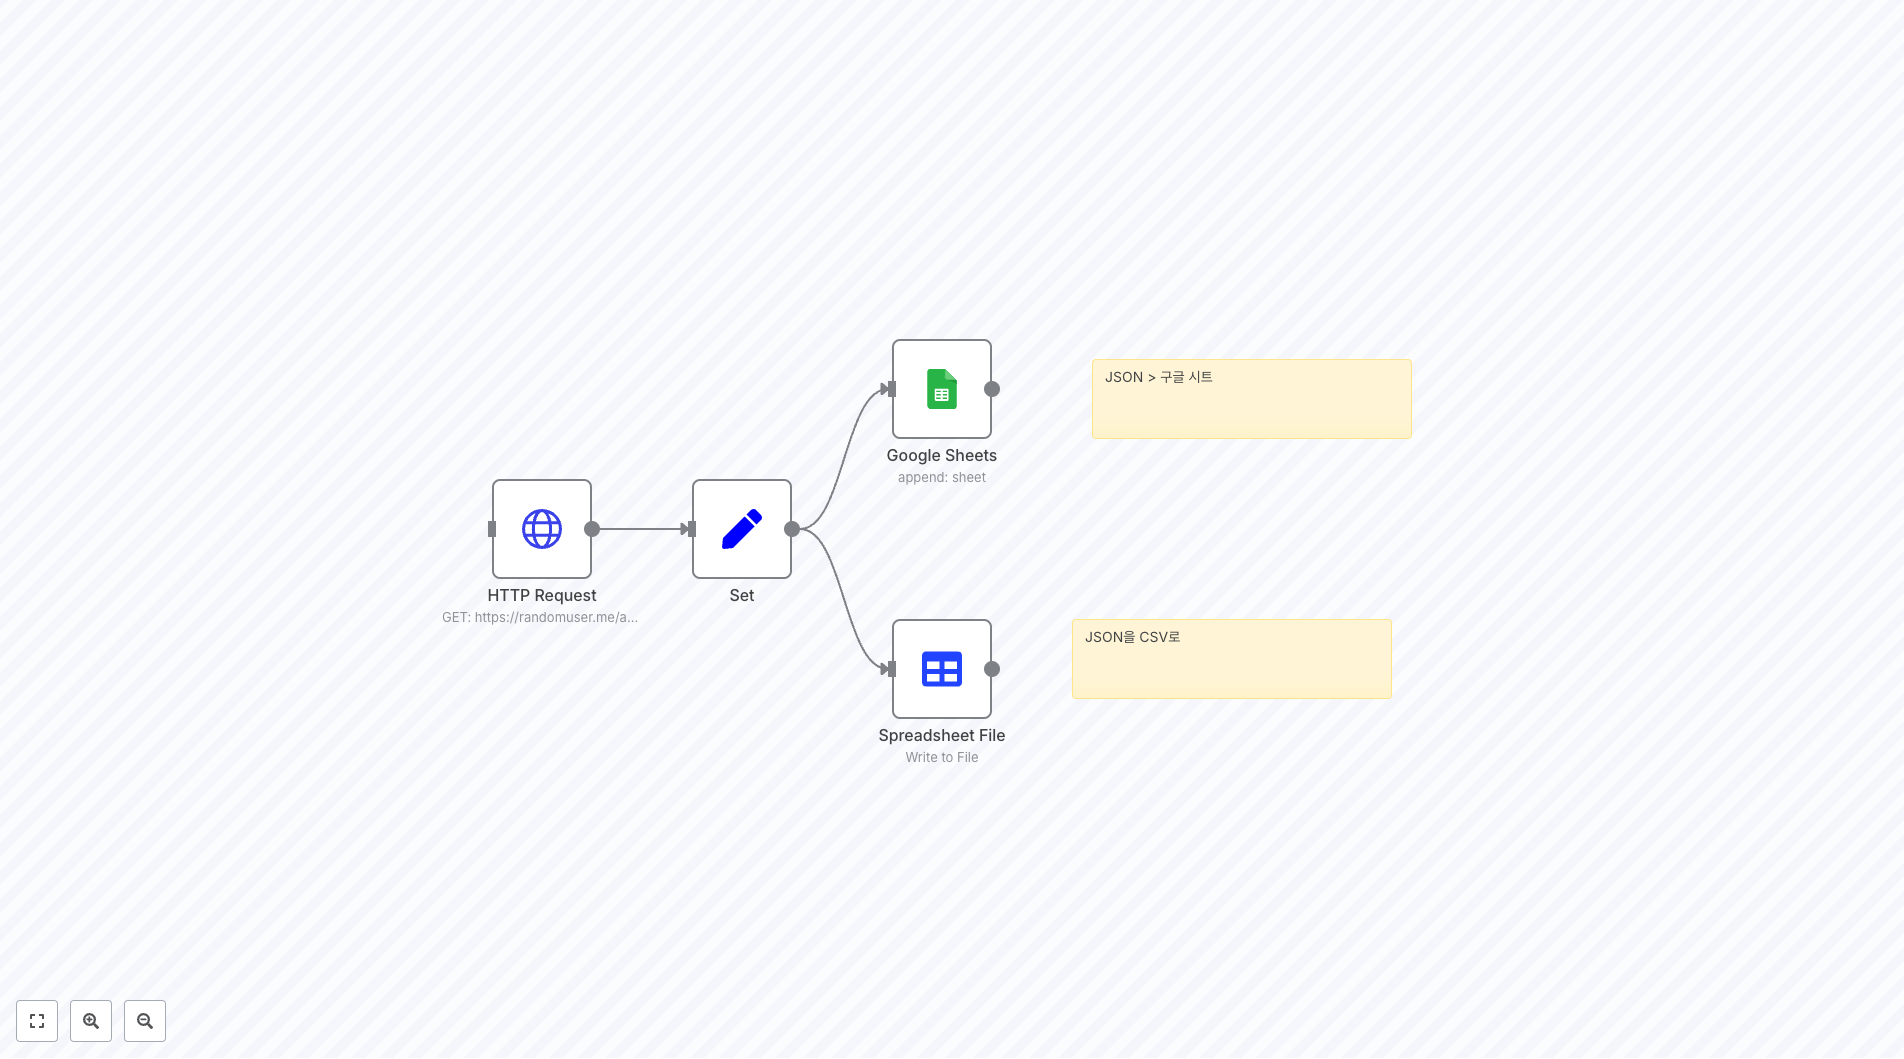 JSON > 구글 시트
Google Sheets
append: sheet
HTTP Request
GET: https://randomuser.me/a...
Set
JSON을 CSV로
Spreadsheet File
Write to File